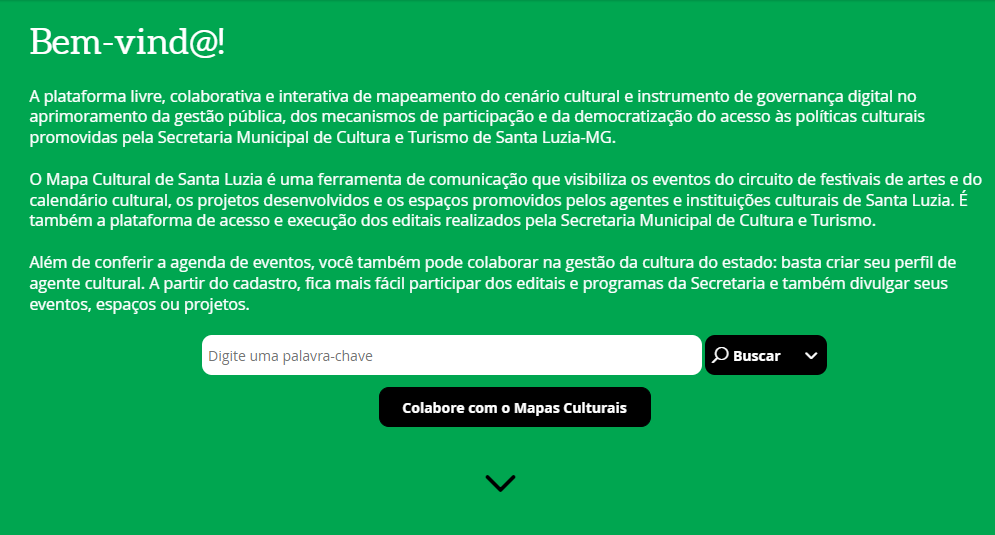 Bem-vind@!
A plataforma livre, colaborativa e interativa de mapeamento do cenário cultural e instrumento de governança digital no
aprimoramento da gestão pública, dos mecanismos de participação e da democratização do acesso às políticas culturais
promovidas pela Secretaria Municipal de Cultura e Turismo de Santa Luzia-MG.
O Mapa Cultural de Santa Luzia é uma ferramenta de comunicação que visibiliza os eventos do circuito de festivais de artes e do
calendário cultural, os projetos desenvolvidos e os espaços promovidos pelos agentes e instituições culturais de Santa Luzia. É
também a plataforma de acesso e execução dos editais realizados pela Secretaria Municipal de Cultura e Turismo.
Além de conferir a agenda de eventos, você também pode colaborar na gestão da cultura do estado: basta criar seu perfil de
agente cultural. A partir do cadastro, fica mais fácil participar dos editais e programas da Secretaria e também divulgar seus
eventos, espaços ou projetos.
Digite uma palavra-chave
Buscar
Colabore com o Mapas Culturais